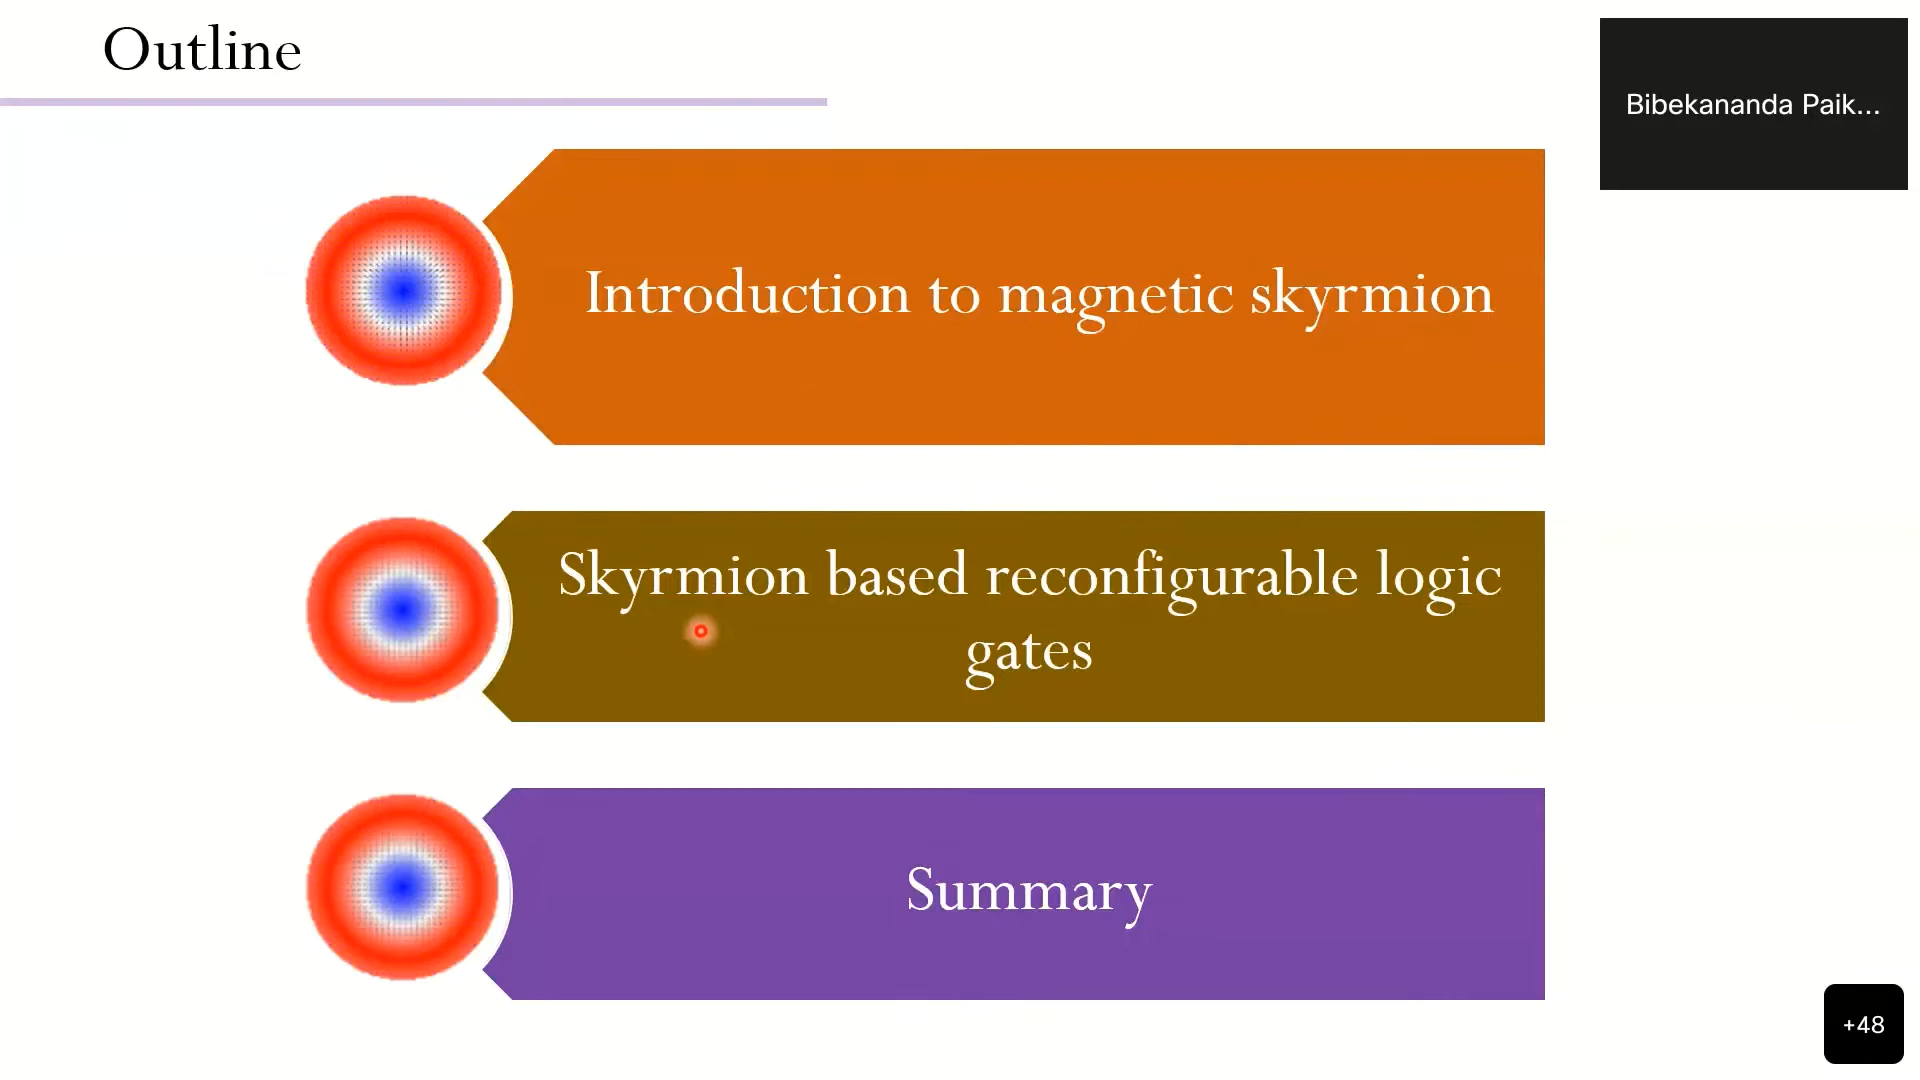 Outline
Bibekananda Paik...
Introduction to magnetic skyrmion
Skyrmion based reconfigurable logic
gates
Summary
+48